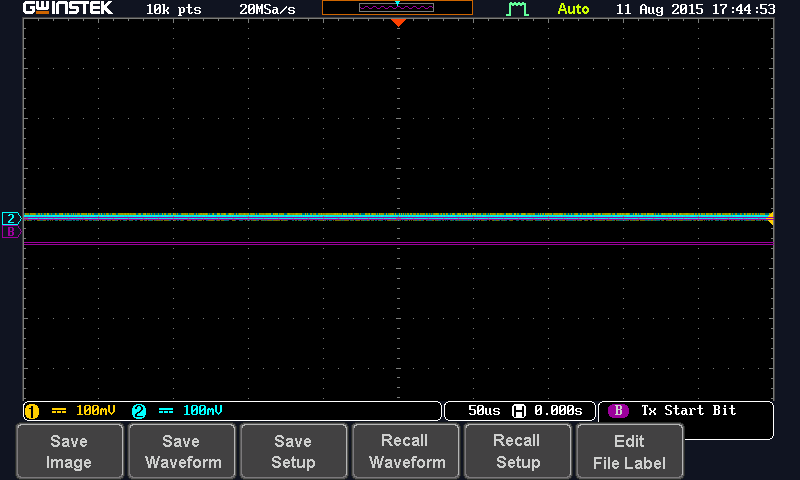 GWINSTEK 10k pts 20MSa/s Auto 11 Aug 2015 17:44:53
2
B
1 100mV 2 100mV 50us H 0.000s B Tx Start Bit
Save Image
Save Waveform
Save Setup
Recall Waveform
Recall Setup
Edit File Label